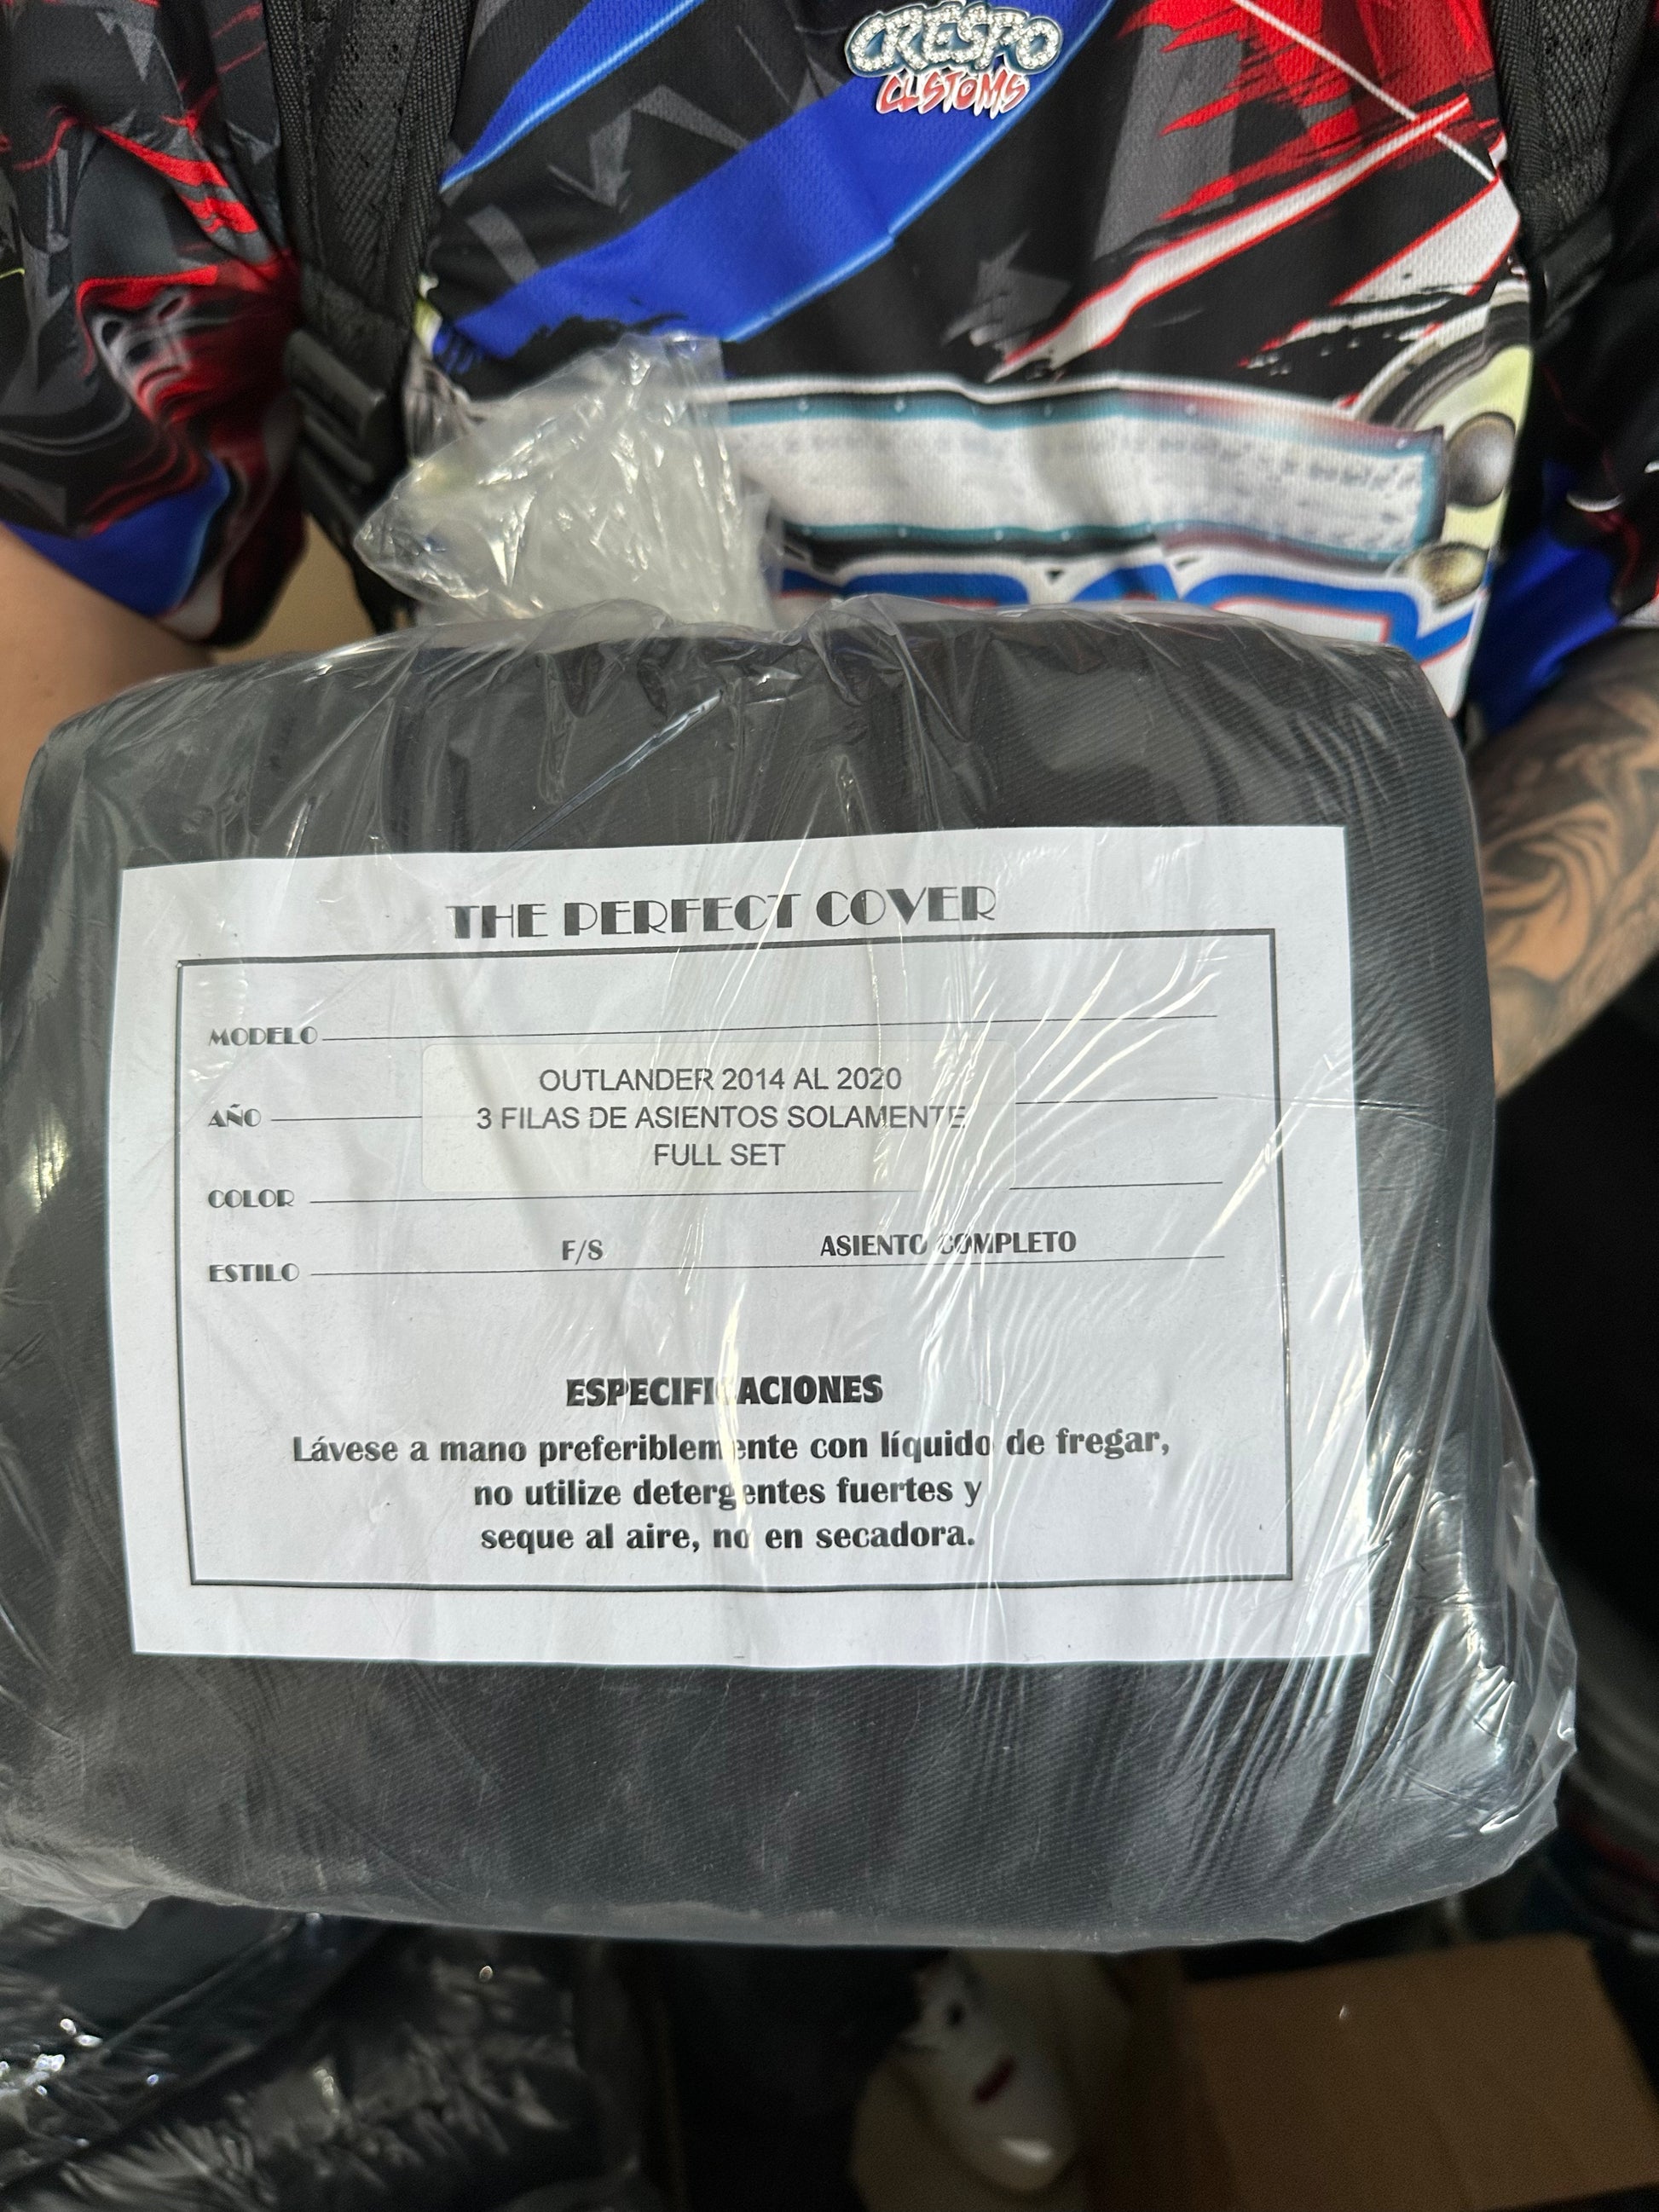 CRESPO
CUSTOMS
THE PERFECT COVER
MODELO
OUTLANDER 2014 AL 2020
AÑO
3 FILAS DE ASIENTOS SOLAMENTE
FULL SET
COLOR
F/S ASIENTO COMPLETO
ESTILO
ESPECIFICACIONES
Lávese a mano preferiblemente con líquido de fregar,
no utilize detergentes fuertes y
seque al aire, no en secadora.